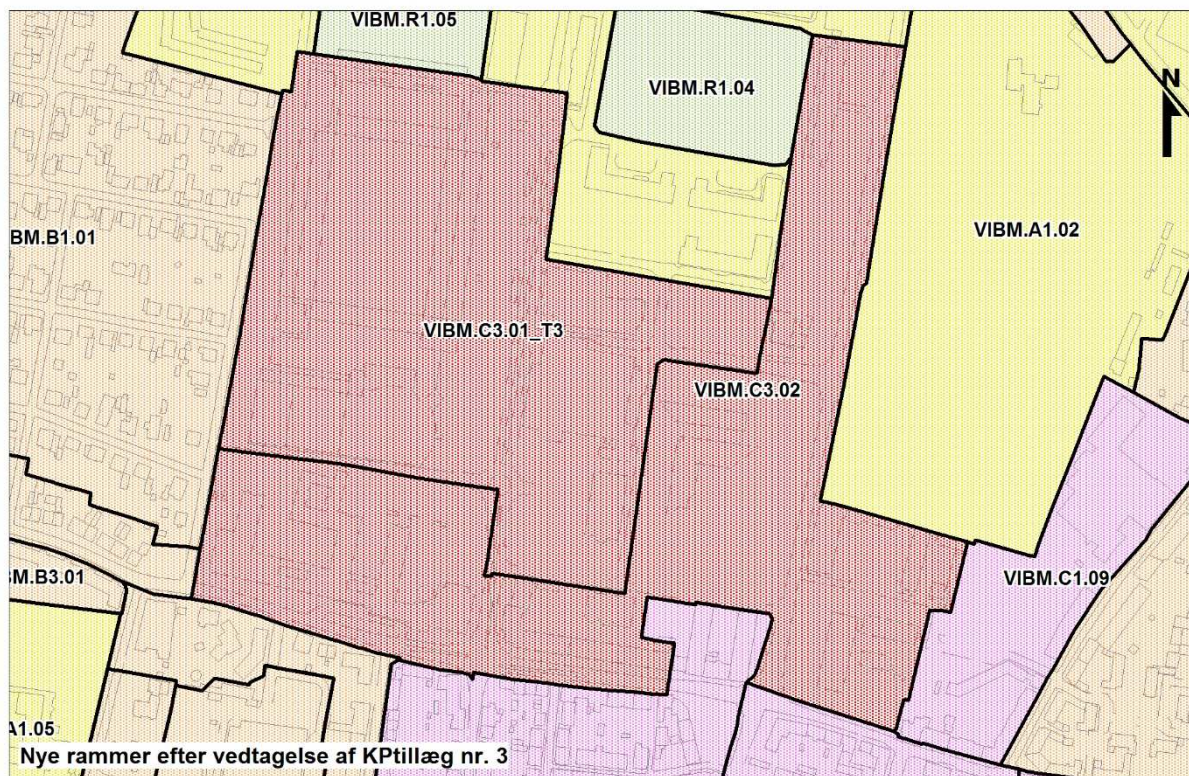 VIBM.R1.05
N
VIBM.R1.04
BM.B1.01
VIBM.A1.02
VIBM.C3.01_T3
VIBM.C3.02
BM.B3.01
VIBM.C1.09
A1.05
Nye rammer efter vedtagelse af KPtillæg nr. 3